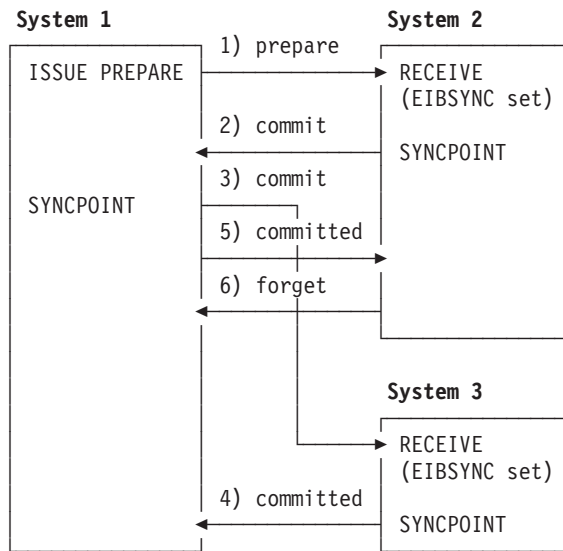 System 1
System 2
1) prepare
ISSUE PREPARE
RECEIVE
(EIBSYNC set)
2) commit
SYNCPOINT
3) commit
SYNCPOINT
5) committed
6) forget
System 3
RECEIVE
(EIBSYNC set)
4) committed
SYNCPOINT